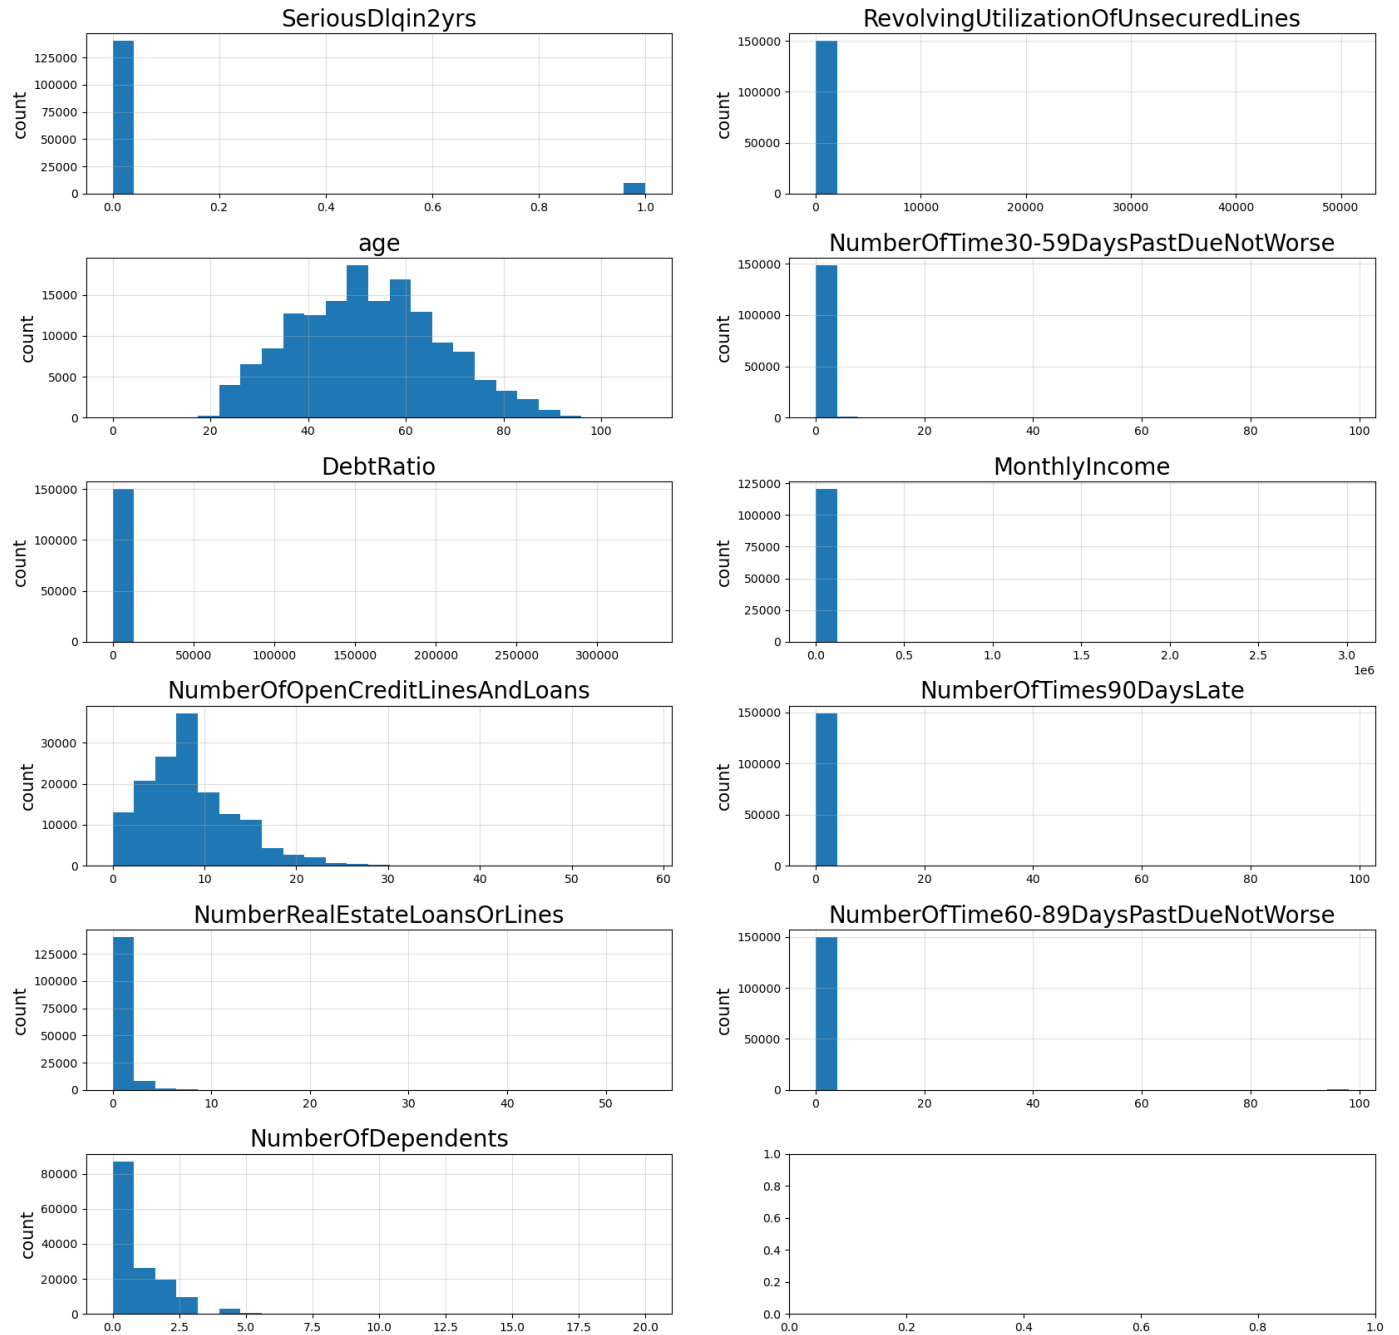 SeriousDlqin2yrs
count
125000
100000
75000
50000
25000
0
0.0 0.2 0.4 0.6 0.8 1.0
RevolvingUtilizationOfUnsecuredLines
count
150000
100000
50000
0
0 10000 20000 30000 40000 50000
age
count
15000
10000
5000
0
0 20 40 60 80 100
NumberOfTime30-59DaysPastDueNotWorse
count
150000
100000
50000
0
0 20 40 60 80 100
DebtRatio
count
150000
100000
50000
0
0 50000 100000 150000 200000 250000 300000
MonthlyIncome
count
125000
100000
75000
50000
25000
0
0.0 0.5 1.0 1.5 2.0 2.5 3.0
1e6
NumberOfOpenCreditLinesAndLoans
count
30000
20000
10000
0
0 10 20 30 40 50 60
NumberOfTimes90DaysLate
count
150000
100000
50000
0
0 20 40 60 80 100
NumberRealEstateLoansOrLines
count
125000
100000
75000
50000
25000
0
0 10 20 30 40 50
NumberOfTime60-89DaysPastDueNotWorse
count
150000
100000
50000
0
0 20 40 60 80 100
NumberOfDependents
count
80000
60000
40000
20000
0
0.0 2.5 5.0 7.5 10.0 12.5 15.0 17.5 20.0
1.0
0.8
0.6
0.4
0.2
0.0
0.0 0.2 0.4 0.6 0.8 1.0